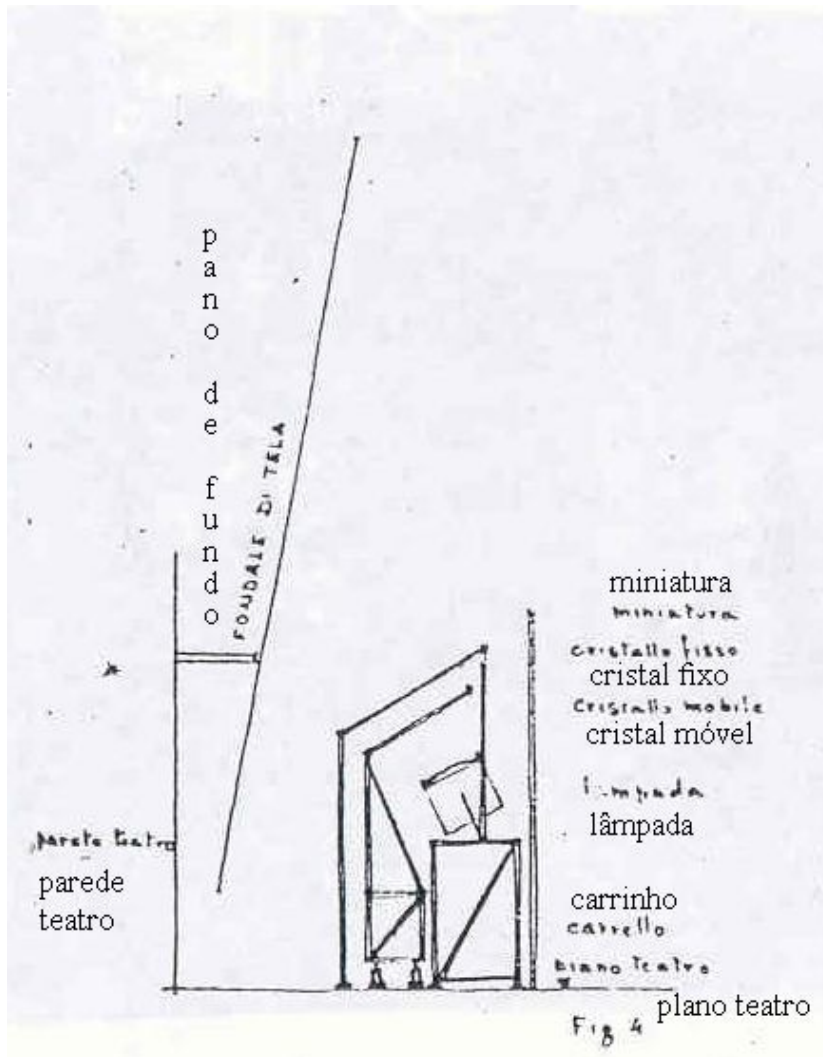 pano de fundo
FONDALE DI TELA
miniatura
miniatura
cristallo fisso
cristal fixo
cristallo mobile
cristal móvel
lampada
lâmpada
parete teatro
parede
teatro
carrinho
carrello
piano teatro
plano teatro
Fig 4